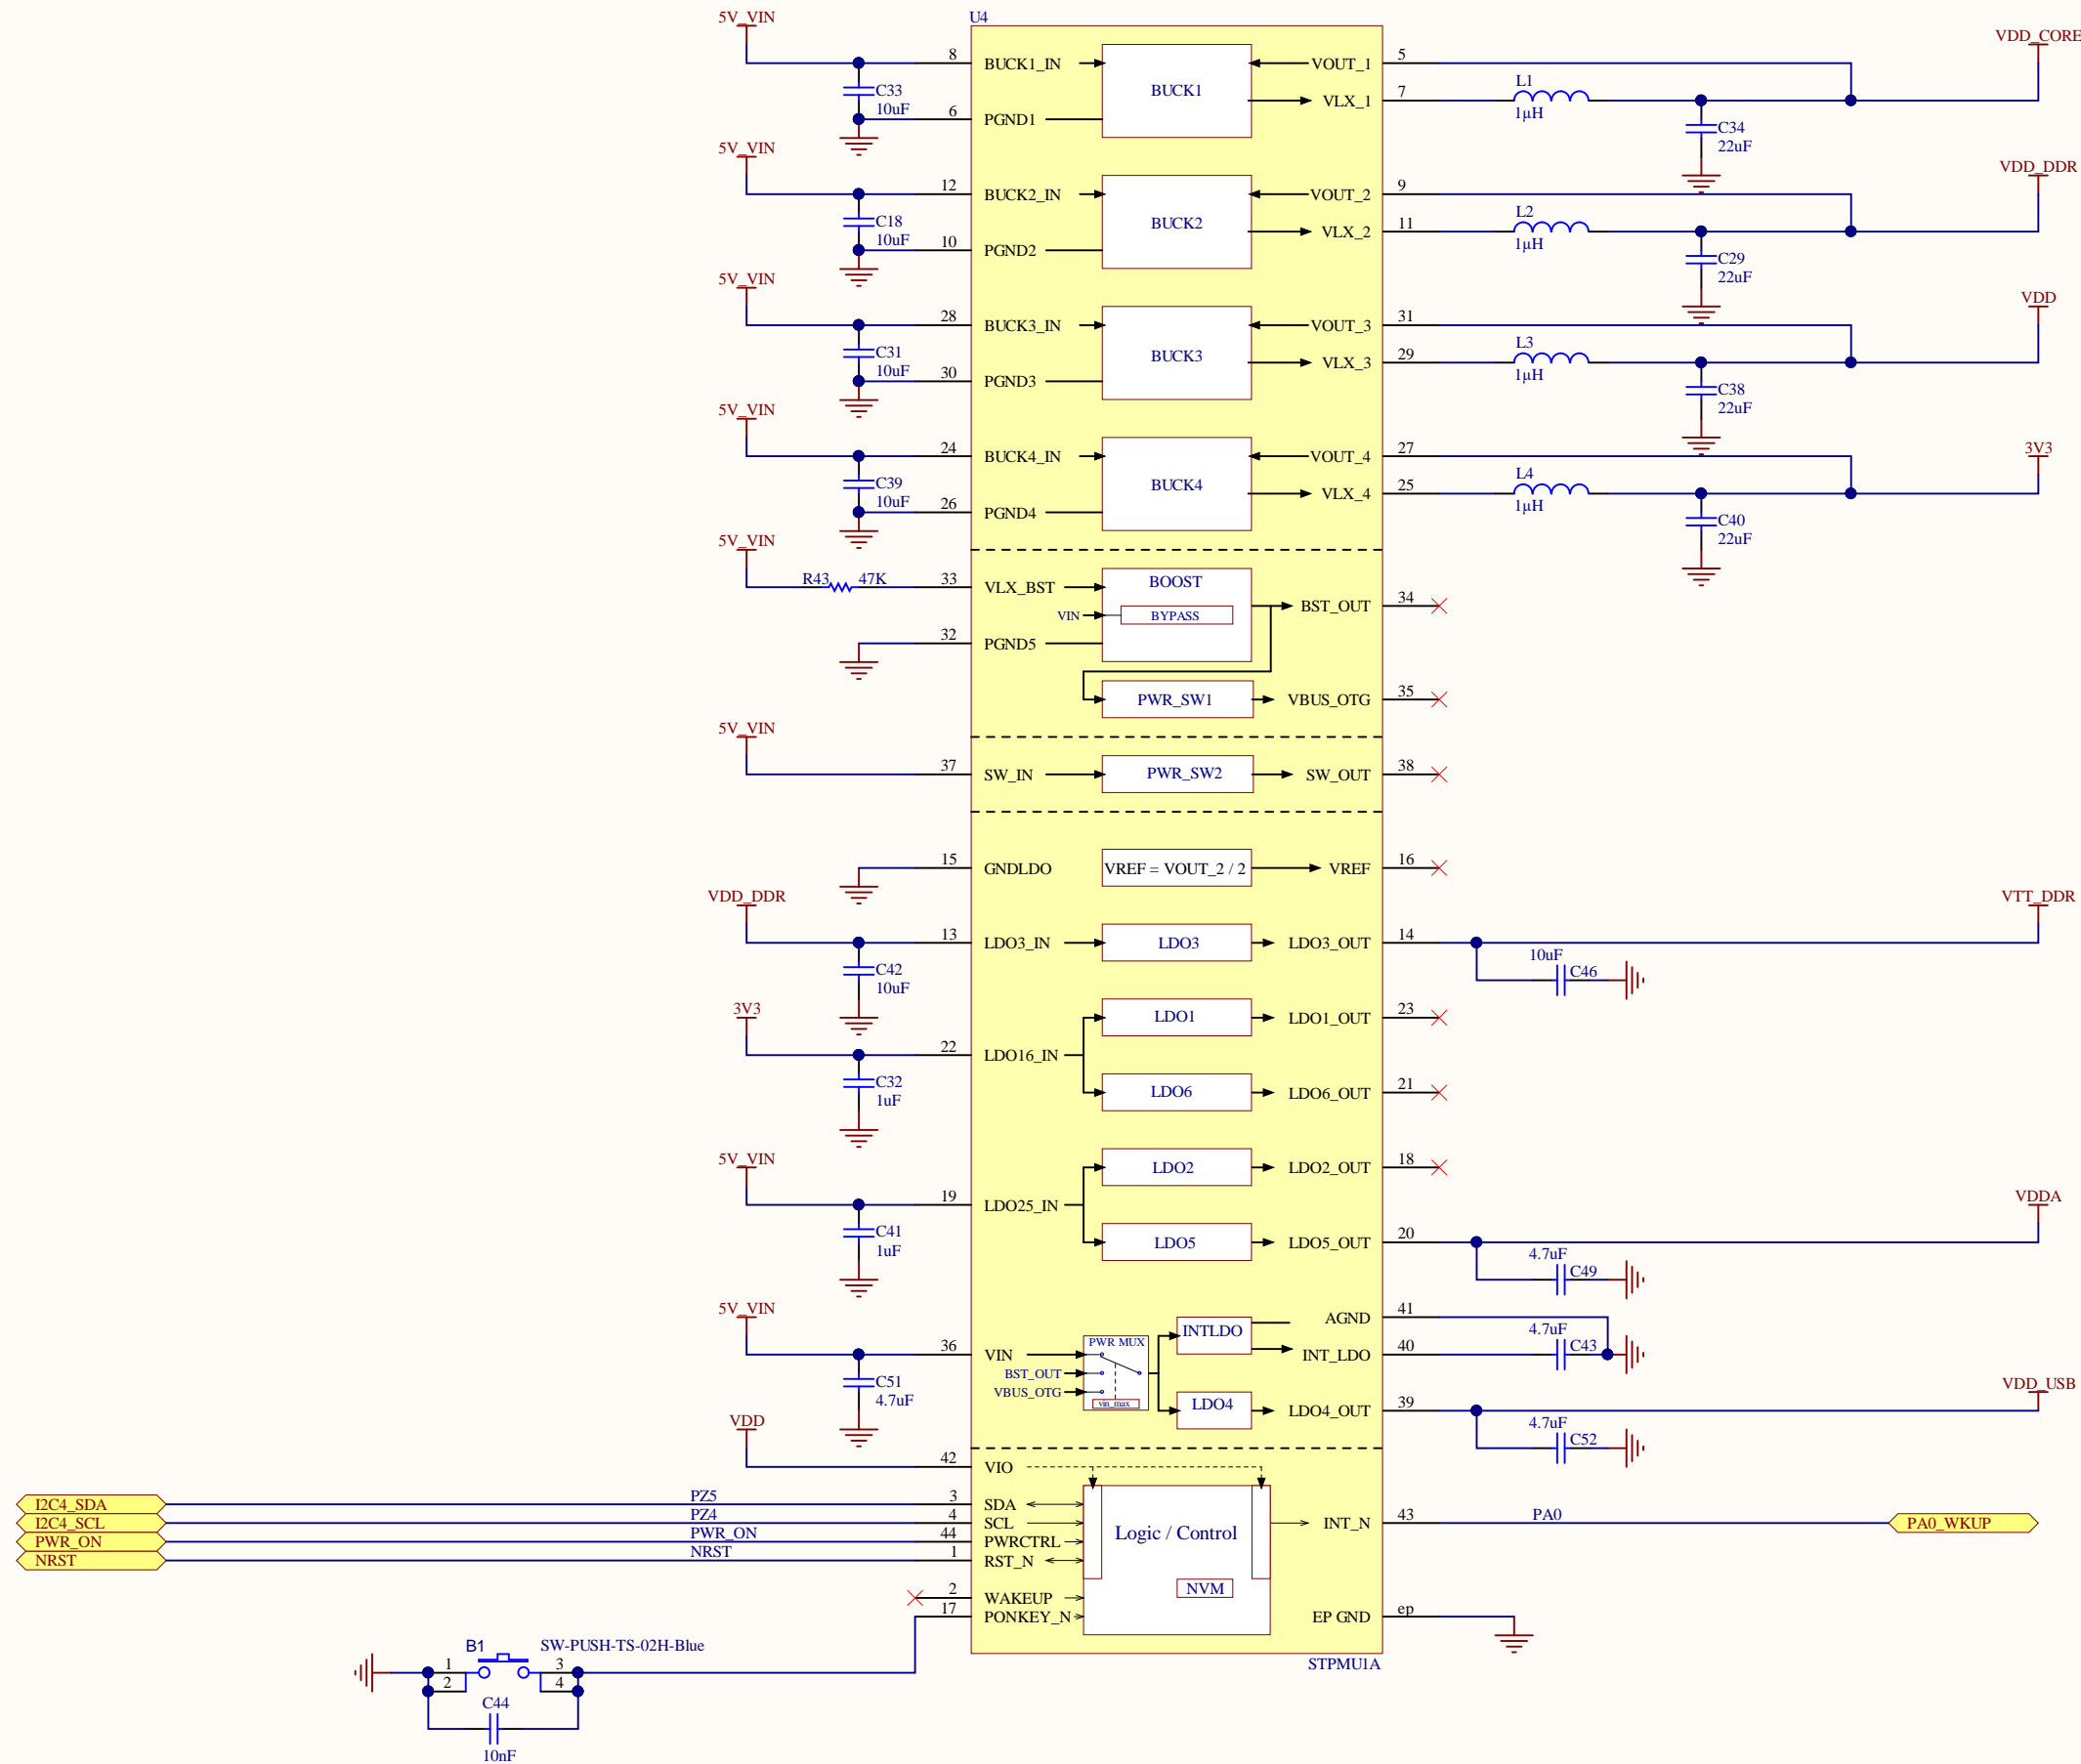 U4
5V_VIN
8 BUCK1_IN
C33
10uF
6 PGND1
BUCK1
VOUT_1 5
VLX_1 7
L1
1µH
C34
22uF
VDD_CORE
5V_VIN
12 BUCK2_IN
C18
10uF
10 PGND2
BUCK2
VOUT_2 9
VLX_2 11
L2
1µH
C29
22uF
VDD_DDR
5V_VIN
28 BUCK3_IN
C31
10uF
30 PGND3
BUCK3
VOUT_3 31
VLX_3 29
L3
1µH
C38
22uF
VDD
5V_VIN
24 BUCK4_IN
C39
10uF
26 PGND4
BUCK4
VOUT_4 27
VLX_4 25
L4
1µH
C40
22uF
3V3
5V_VIN
R43 47K
33 VLX_BST
BOOST
VIN BYPASS
BST_OUT 34
32 PGND5
PWR_SW1
VBUS_OTG 35
5V_VIN
37 SW_IN
PWR_SW2
SW_OUT 38
15 GNDLDO
VREF = VOUT_2 / 2
VREF 16
VDD_DDR
13 LDO3_IN
C42
10uF
LDO3
LDO3_OUT 14
10uF
C46
VTT_DDR
3V3
22 LDO16_IN
C32
1uF
LDO1
LDO1_OUT 23
LDO6
LDO6_OUT 21
5V_VIN
19 LDO25_IN
C41
1uF
LDO2
LDO2_OUT 18
LDO5
LDO5_OUT 20
4.7uF
C49
VDDA
5V_VIN
36 VIN
C51
4.7uF
PWR MUX
BST_OUT
VBUS_OTG
vin_max
INTLDO
AGND 41
INT_LDO 40
4.7uF
C43
LDO4
LDO4_OUT 39
4.7uF
C52
VDD_USB
VDD
42 VIO
I2C4_SDA PZ5 3 SDA
I2C4_SCL PZ4 4 SCL
PWR_ON PWR_ON 44 PWRCTRL
NRST NRST 1 RST_N
Logic / Control
INT_N 43 PA0 PA0_WKUP
NVM
2 WAKEUP
17 PONKEY_N
EP GND ep
STPMU1A
B1 SW-PUSH-TS-02H-Blue
1 3
2 4
C44
10nF